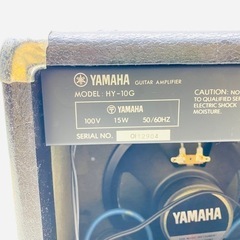 YAMAHA GUITAR AMPLIFIER
MODEL HY-10G
YAMAHA
100V 15W 50/60HZ
SERIAL NO.
CAUTION
TO QUALIFIED SE
ELECTRIC SHOCK
MOISTURE.
YAMAHA